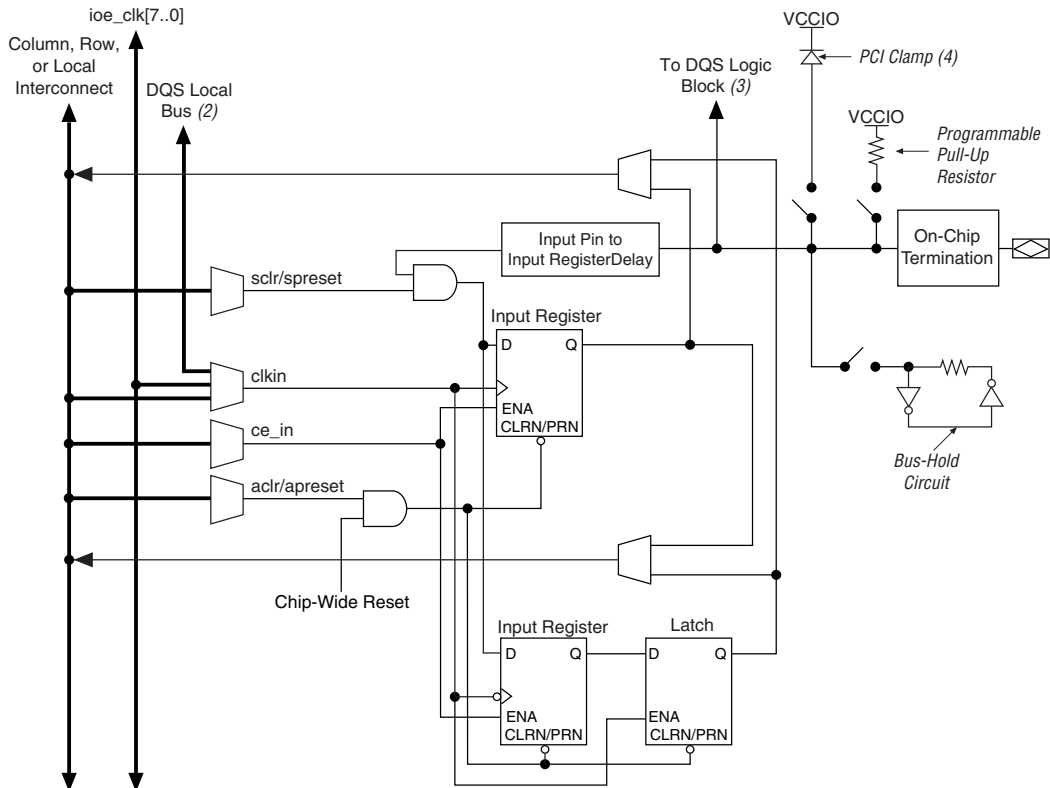 ioe_clk[7..0]
Column, Row,
or Local
Interconnect
DQS Local
Bus (2)
To DQS Logic
Block (3)
VCCIO
PCI Clamp (4)
VCCIO
Programmable
Pull-Up
Resistor
Input Pin to
Input RegisterDelay
On-Chip
Termination
sclr/spreset
Input Register
D
Q
clkin
ENA
CLRN/PRN
ce_in
aclr/apreset
Bus-Hold
Circuit
Chip-Wide Reset
Input Register
Latch
D
Q
D
Q
ENA
CLRN/PRN
ENA
CLRN/PRN